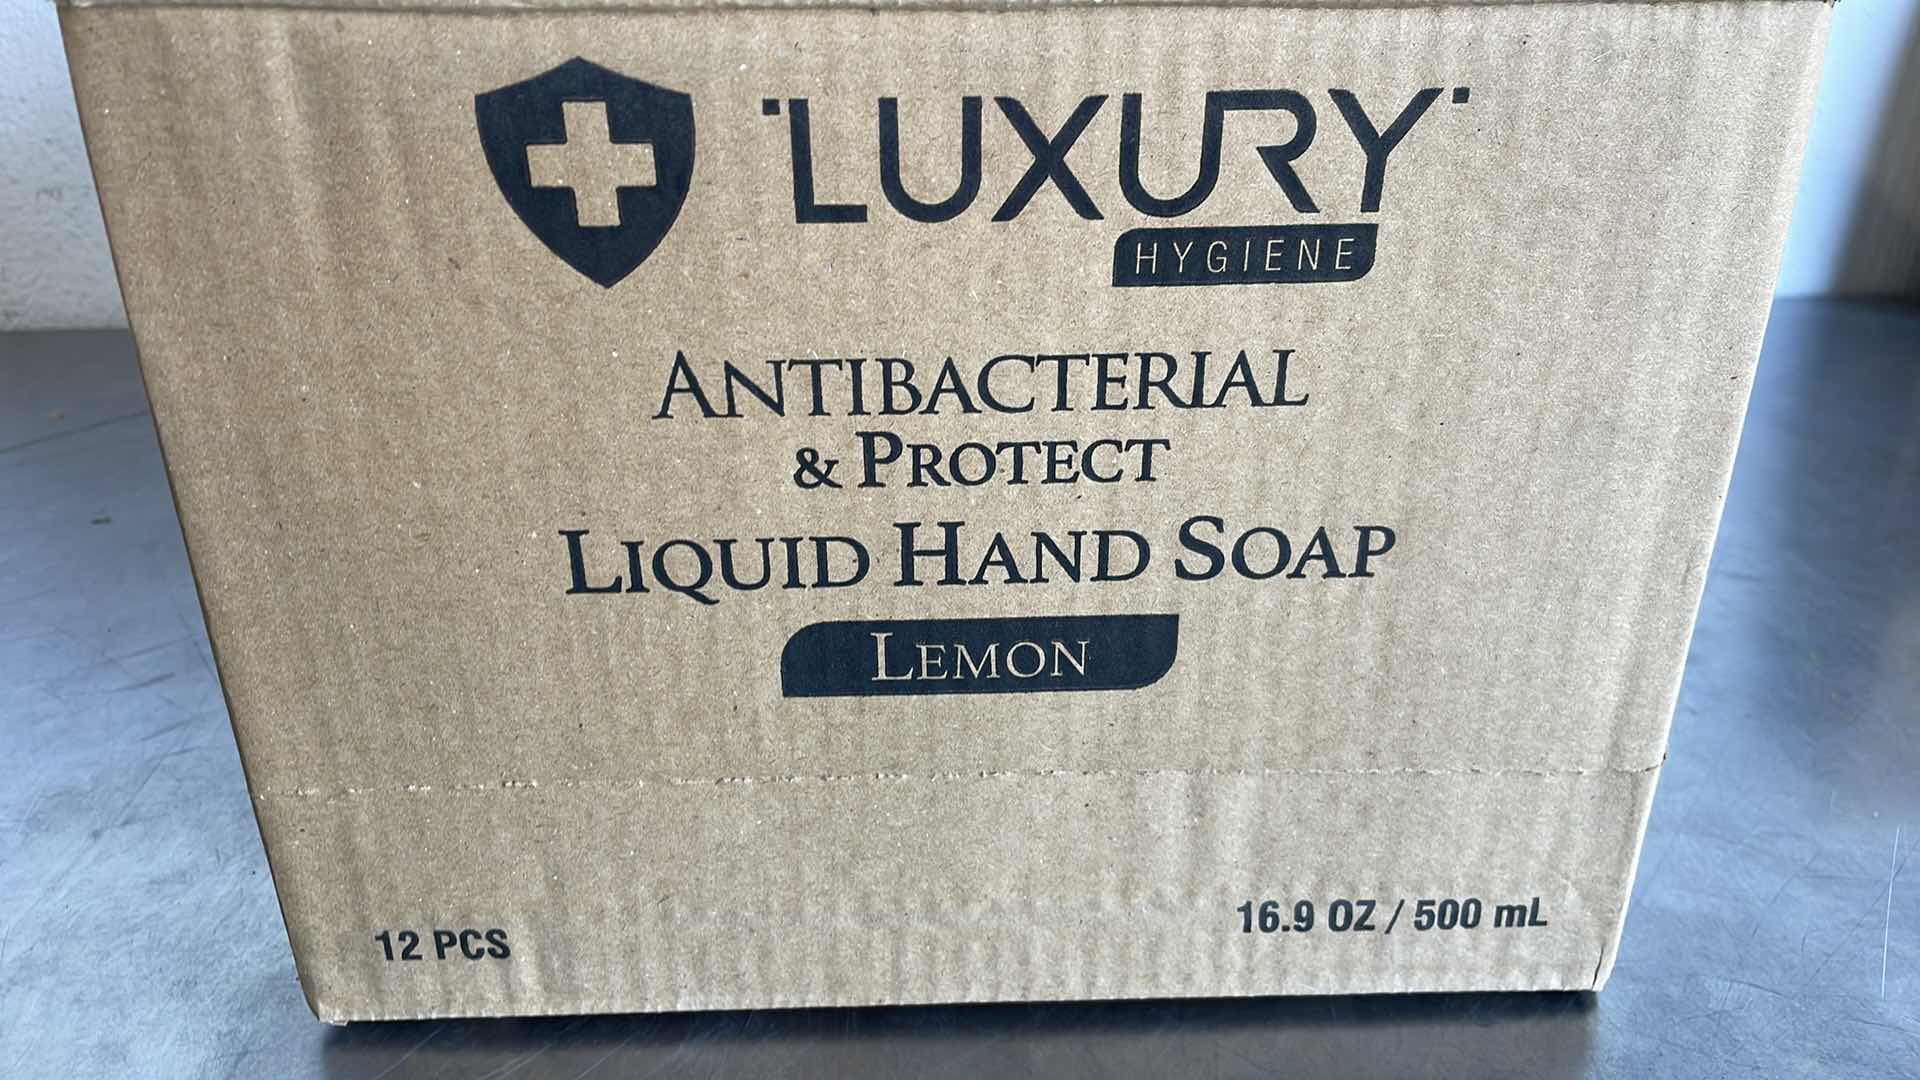 LUXURY
HYGIENE
ANTIBACTERIAL
& PROTECT
LIQUID HAND SOAP
LEMON
12 PCS
16.9 OZ / 500 mL